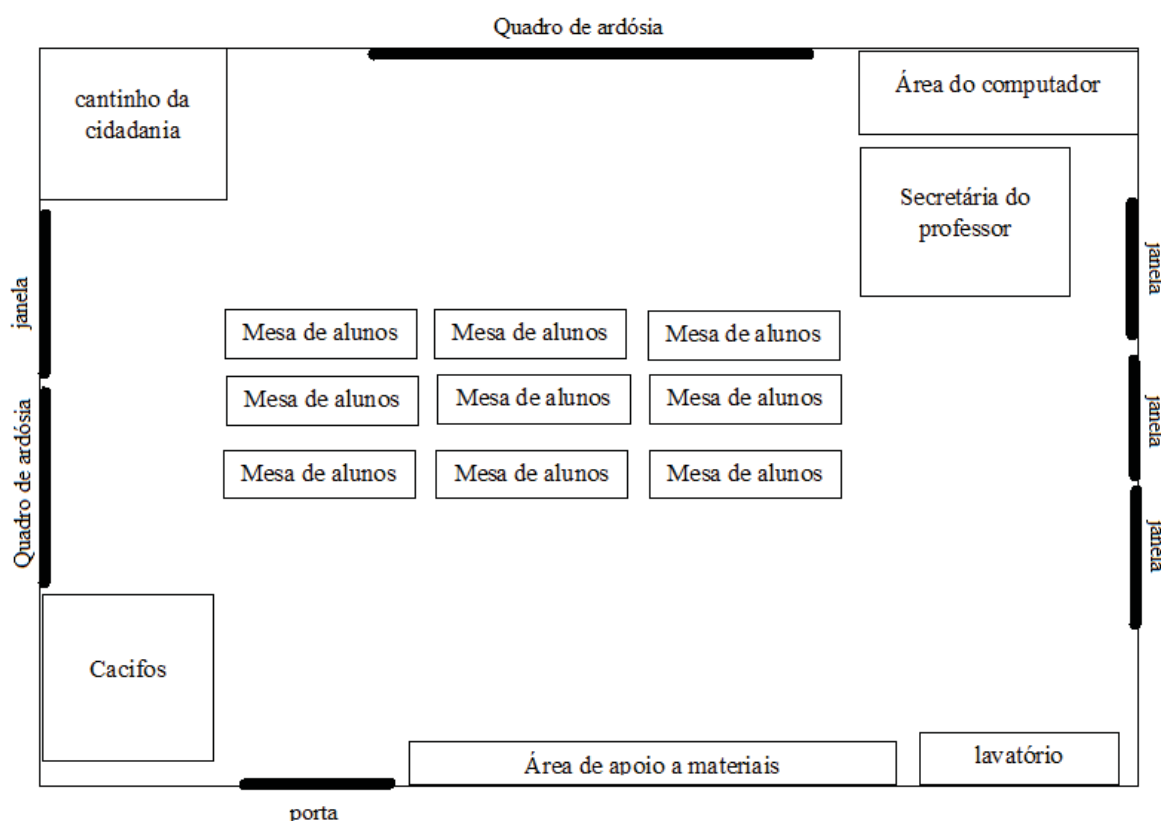 Quadro de ardósia
cantinho da
cidadania
Área do computador
Secretária do
professor
janela
janela
Mesa de alunos
Mesa de alunos
Mesa de alunos
Mesa de alunos
Mesa de alunos
Mesa de alunos
janela
Quadro de ardósia
Mesa de alunos
Mesa de alunos
Mesa de alunos
janela
Cacifos
Área de apoio a materiais
lavatório
porta